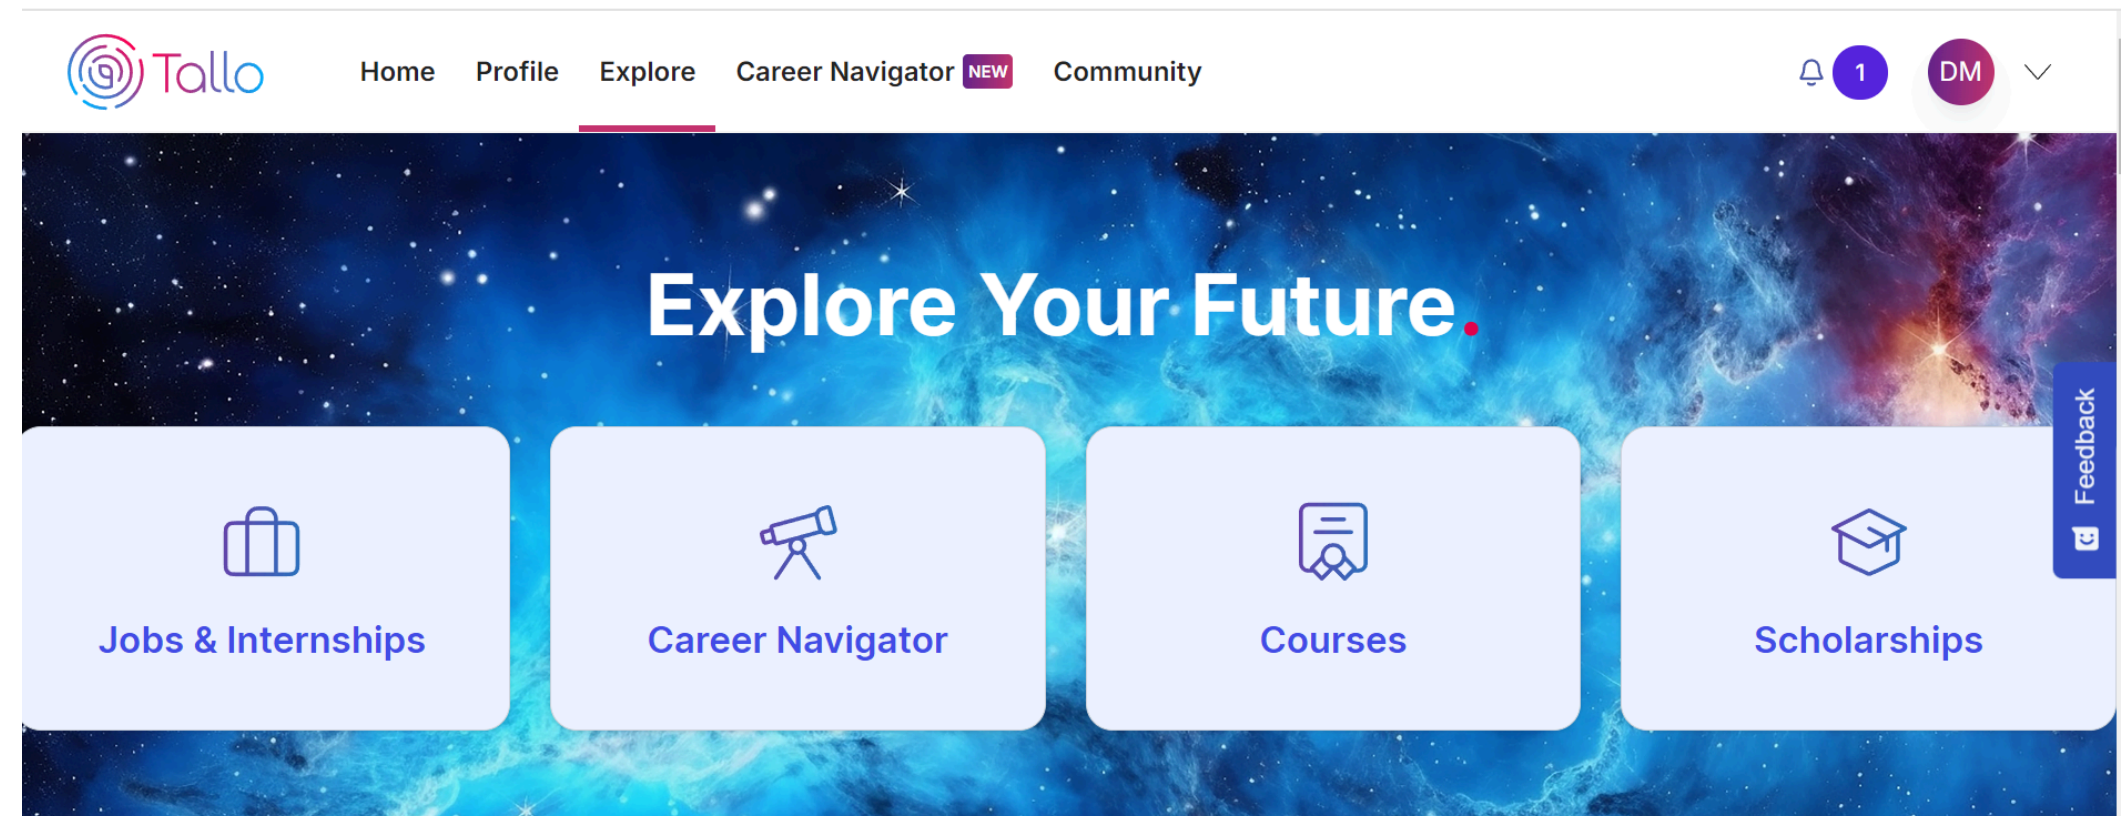 Tallo
Home Profile Explore Career Navigator NEW Community 1 DM
Explore Your Future.
Feedback
Jobs & Internships Career Navigator Courses Scholarships